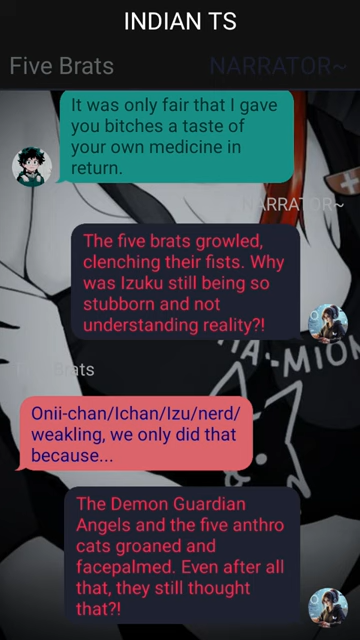 INDIAN TS
Five Brats
NARRATOR~
It was only fair that I gave
you bitches a taste of
your own medicine in
return.
NARRATOR~
The five brats growled,
clenching their fists. Why
was Izuku still being so
stubborn and not
understanding reality?!
Five Brats
Onii-chan/Ichan/Izu/nerd/
weakling, we only did that
because...
The Demon Guardian
Angels and the five anthro
cats groaned and
facepalmed. Even after all
that, they still thought
that?!